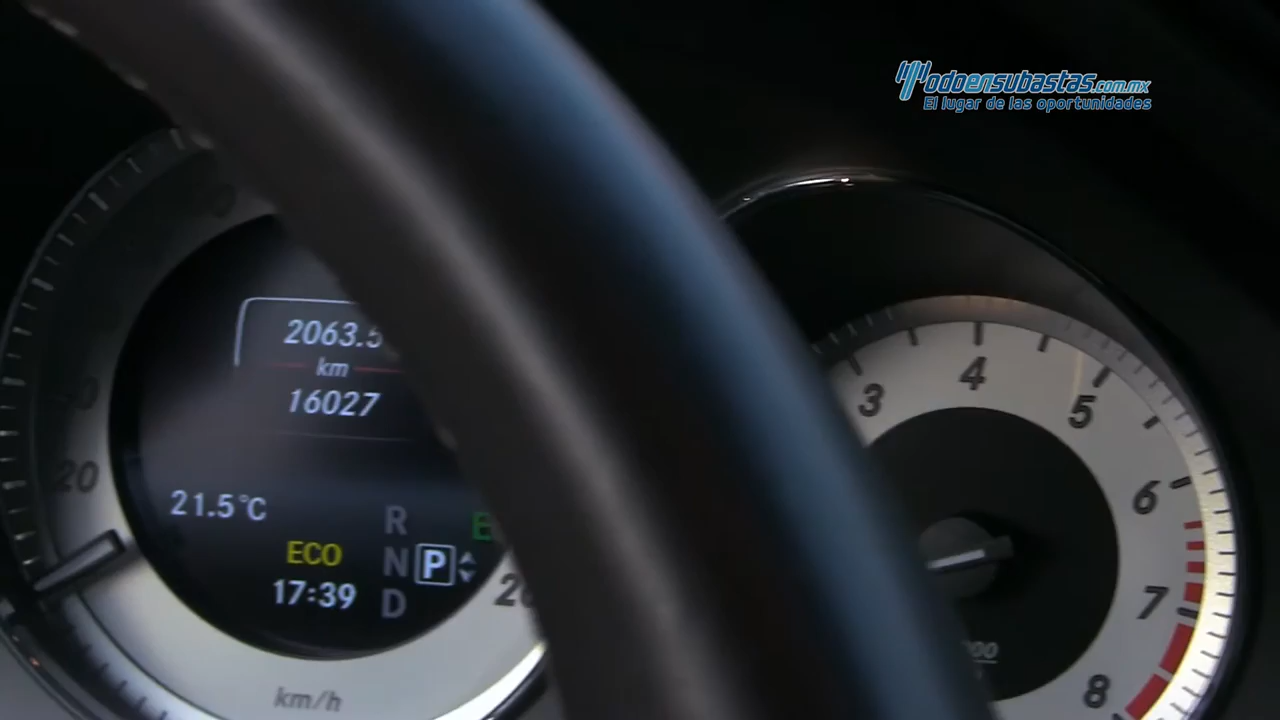 Todoensubastas.com.mx
El lugar de las oportunidades
2063.5
km
16027
20
21.5°C
R
E
ECO
N P
17:39
D
km/h
3
4
5
6
7
8